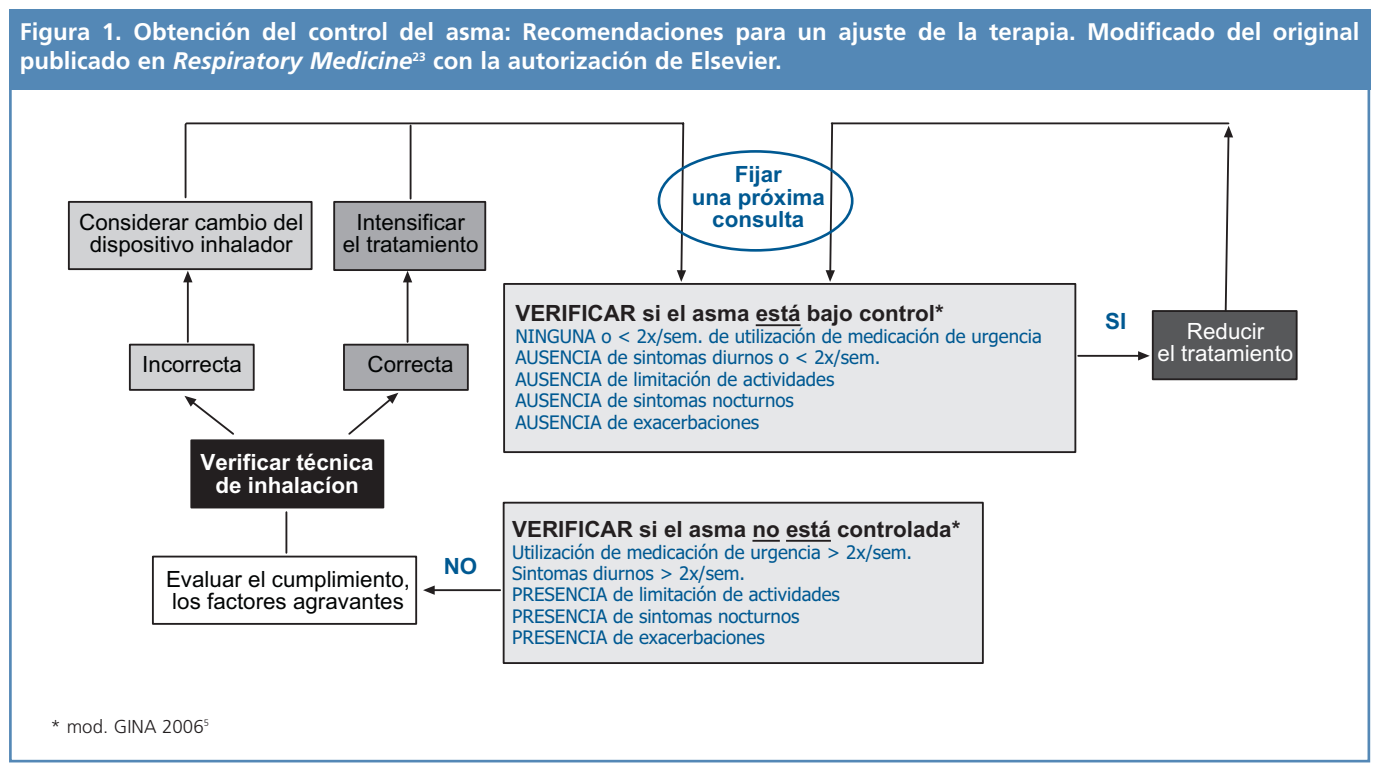 Figura 1. Obtención del control del asma: Recomendaciones para un ajuste de la terapia. Modificado del original
publicado en Respiratory Medicine23 con la autorización de Elsevier.
Fijar
una próxima
consulta
Considerar cambio del
dispositivo inhalador
Intensificar
el tratamiento
Incorrecta
Correcta
Verificar técnica
de inhalacíon
Evaluar el cumplimiento,
los factores agravantes
VERIFICAR si el asma está bajo control*
NINGUNA o < 2x/sem. de utilización de medicación de urgencia
AUSENCIA de sintomas diurnos o < 2x/sem.
AUSENCIA de limitación de actividades
AUSENCIA de sintomas nocturnos
AUSENCIA de exacerbaciones
SI
Reducir
el tratamiento
VERIFICAR si el asma no está controlada*
Utilización de medicación de urgencia > 2x/sem.
Sintomas diurnos > 2x/sem.
PRESENCIA de limitación de actividades
PRESENCIA de sintomas nocturnos
PRESENCIA de exacerbaciones
NO
* mod. GINA 20065